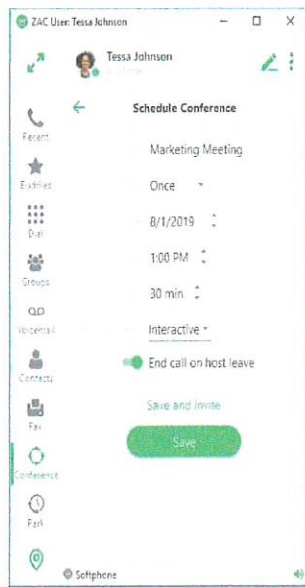 ZAC User: Tessa Johnson
Tessa Johnson
Schedule Conference
Recent
Marketing Meeting
Buddies
Once
Dial
8/1/2019
Groups
1:00 PM
30 min
Voicemail
Interactive
Contacts
End call on host leave
Fax
Save and Invite
Save
Conference
Park
Softphone